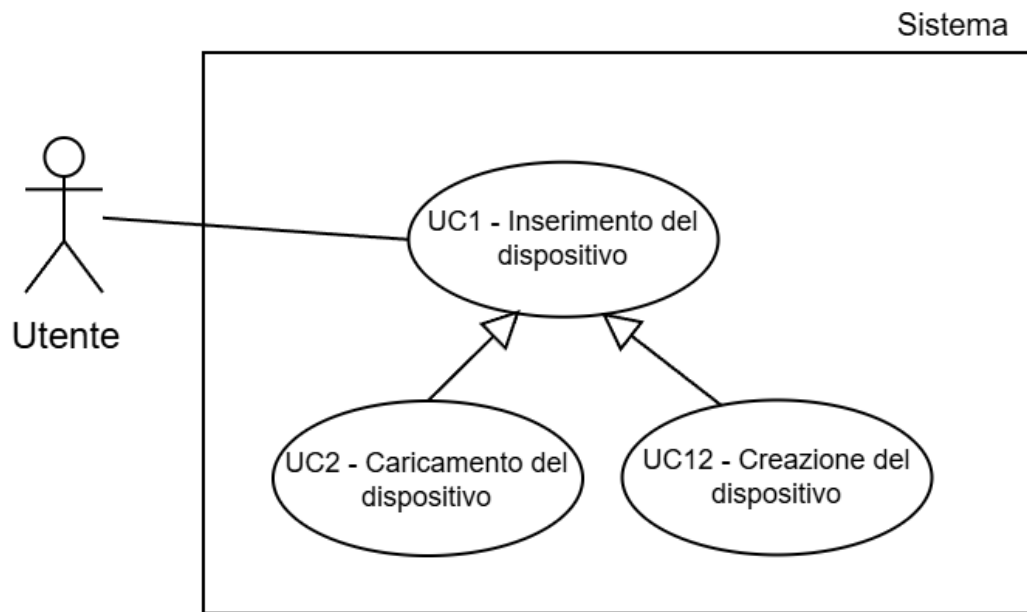 Sistema
UC1 - Inserimento del
dispositivo
Utente
UC2 - Caricamento del
dispositivo
UC12 - Creazione del
dispositivo